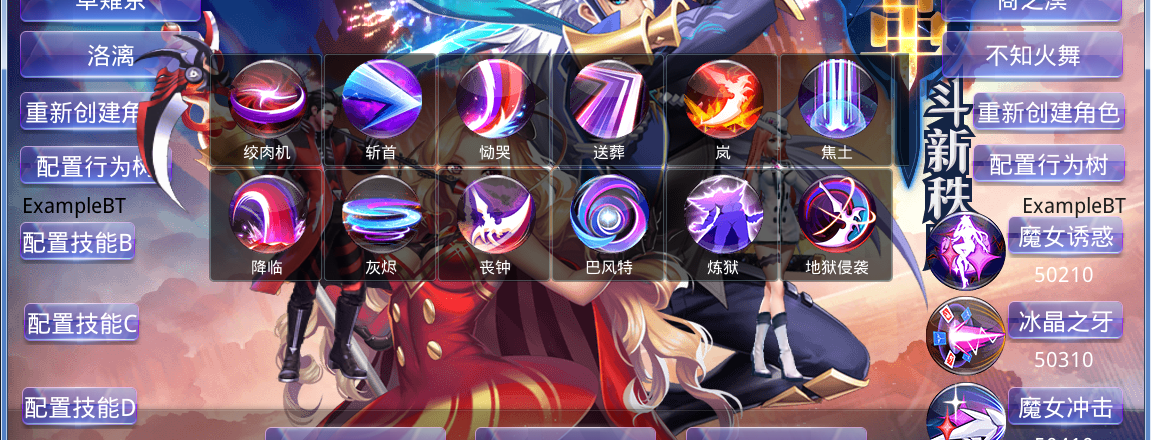 草薙京
洛漓
重新创建角
配置行为树
ExampleBT
配置技能B
配置技能C
配置技能D
绞肉机
斩首
恸哭
送葬
岚
焦土
降临
灰烬
丧钟
巴风特
炼狱
地狱侵袭
斗新秩
不知火舞
重新创建角色
配置行为树
ExampleBT
魔女诱惑
50210
冰晶之牙
50310
魔女冲击